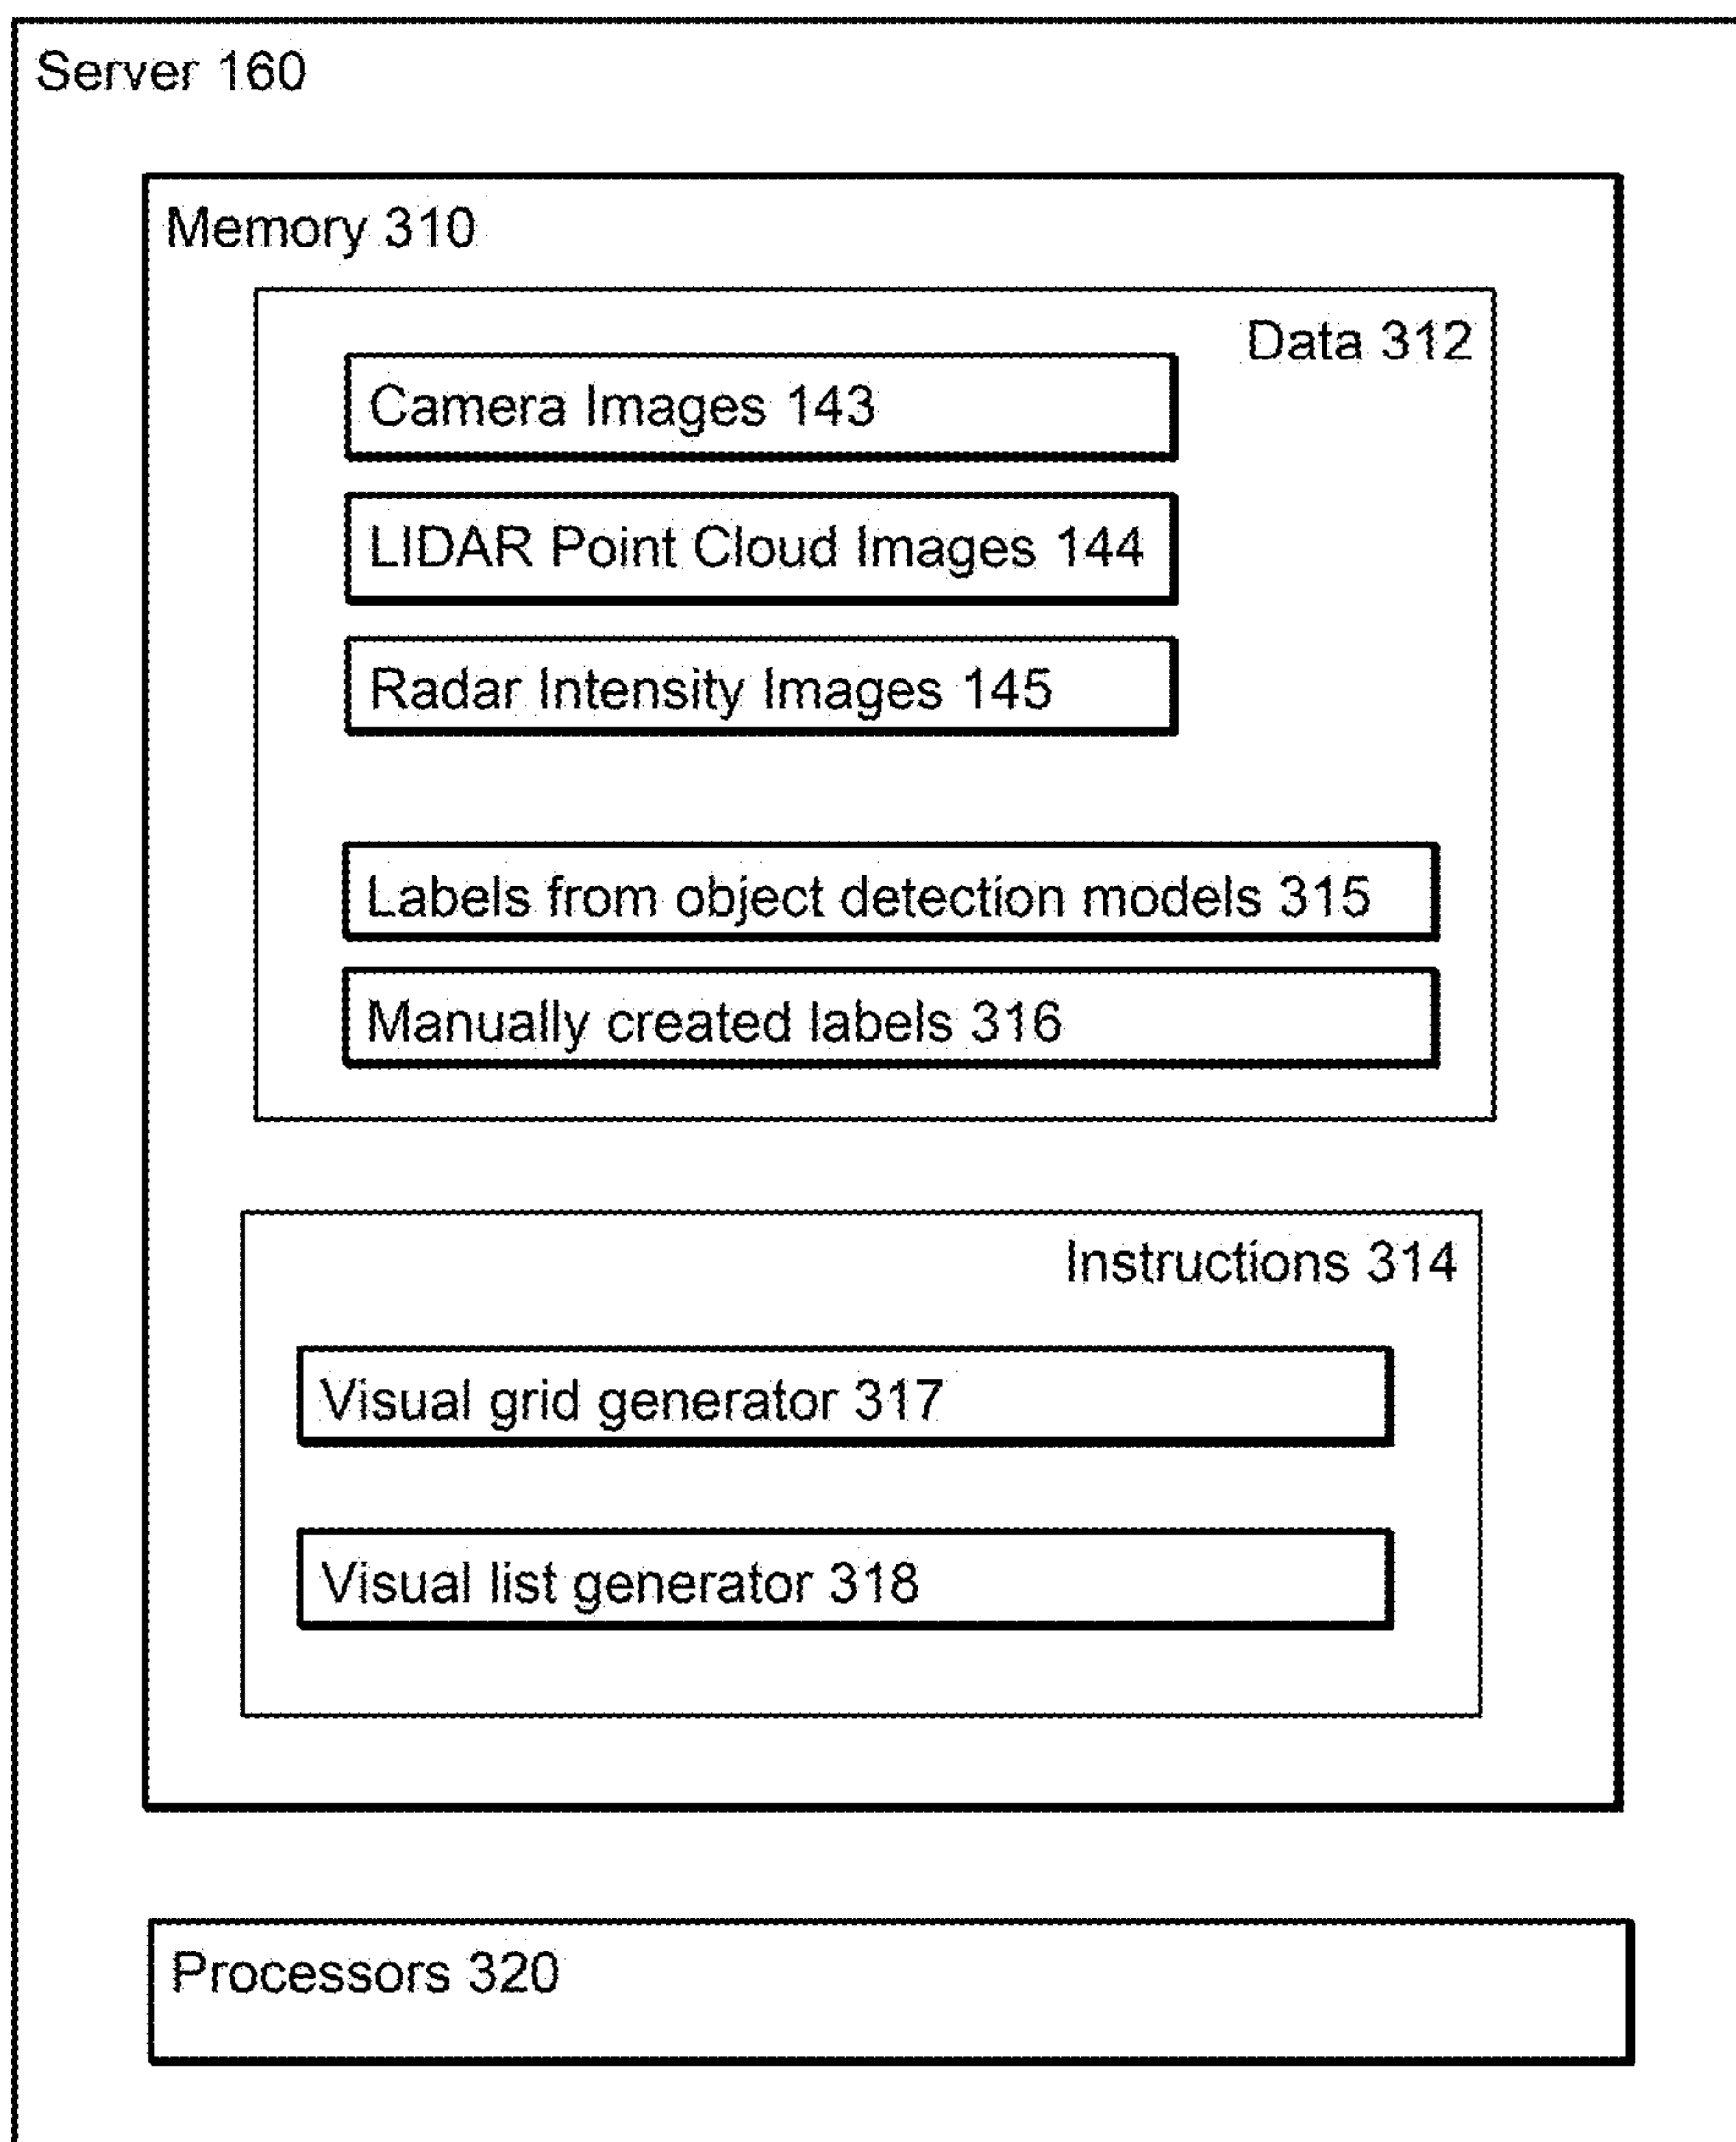 Server 160
Memory 310
Data 312
Camera Images 143
LIDAR Point Cloud Images 144
Radar Intensity Images 145
Labels from object detection models 315
Manually created labels 316
Instructions 314
Visual grid generator 317
Visual list generator 318
Processors 320